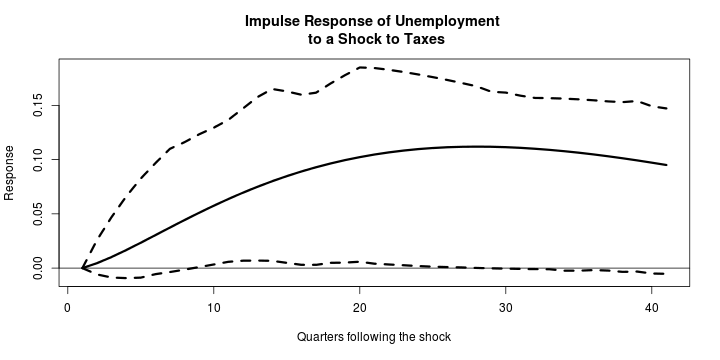 Impulse Response of Unemployment
to a Shock to Taxes
Response
0.15
0.10
0.05
0.00
0 10 20 30 40
Quarters following the shock